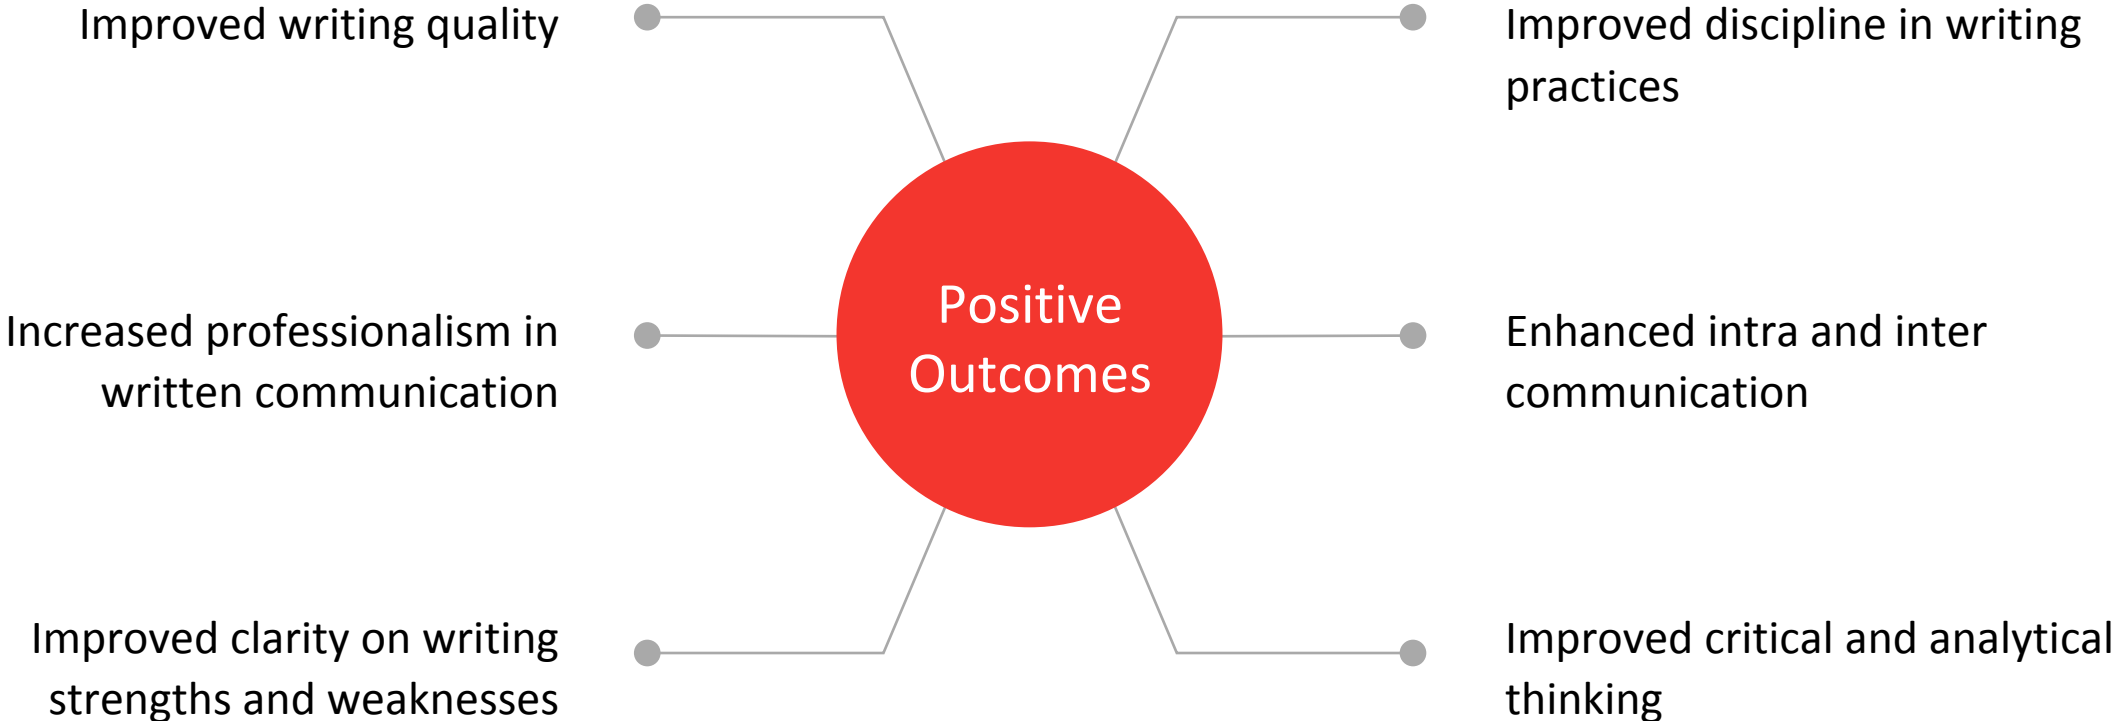 Improved writing quality
Improved discipline in writing
practices
Positive
Outcomes
Increased professionalism in
written communication
Enhanced intra and inter
communication
Improved clarity on writing
strengths and weaknesses
Improved critical and analytical
thinking